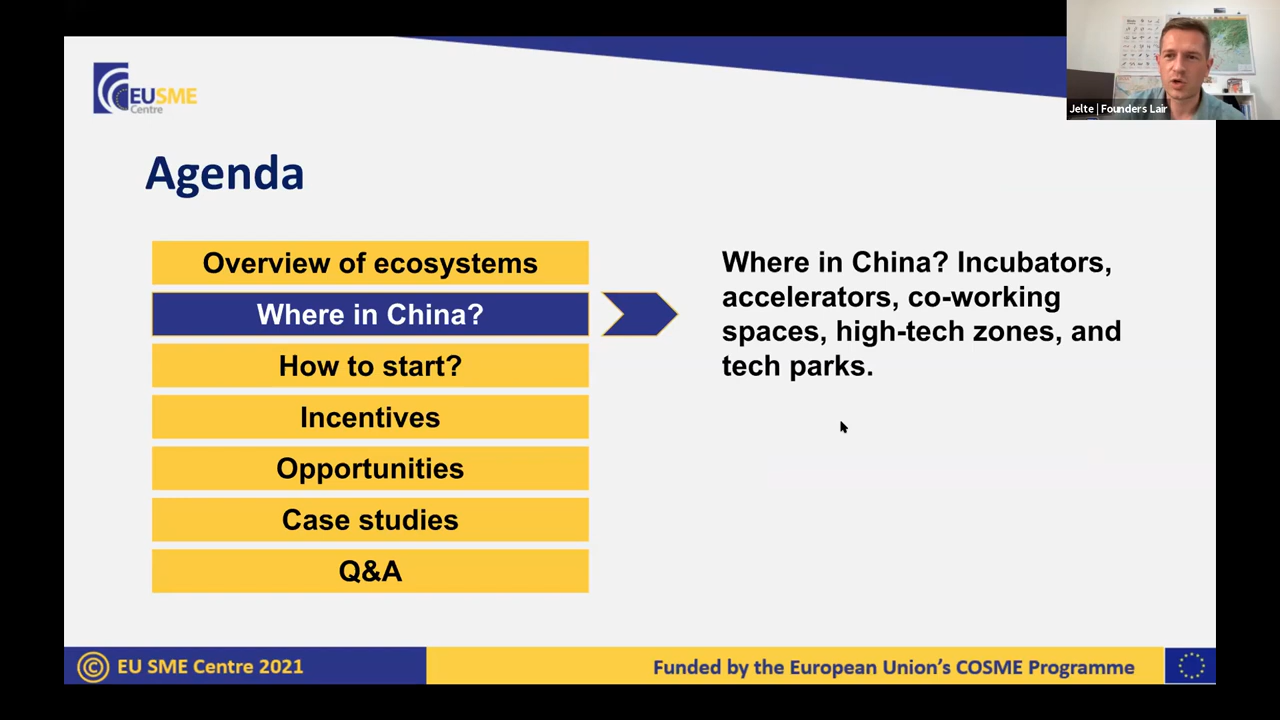 EUSME
Centre
Jelte | Founders Lair
Agenda
Overview of ecosystems
Where in China?
How to start?
Incentives
Opportunities
Case studies
Q&A
Where in China? Incubators,
accelerators, co-working
spaces, high-tech zones, and
tech parks.
© EU SME Centre 2021
Funded by the European Union's COSME Programme